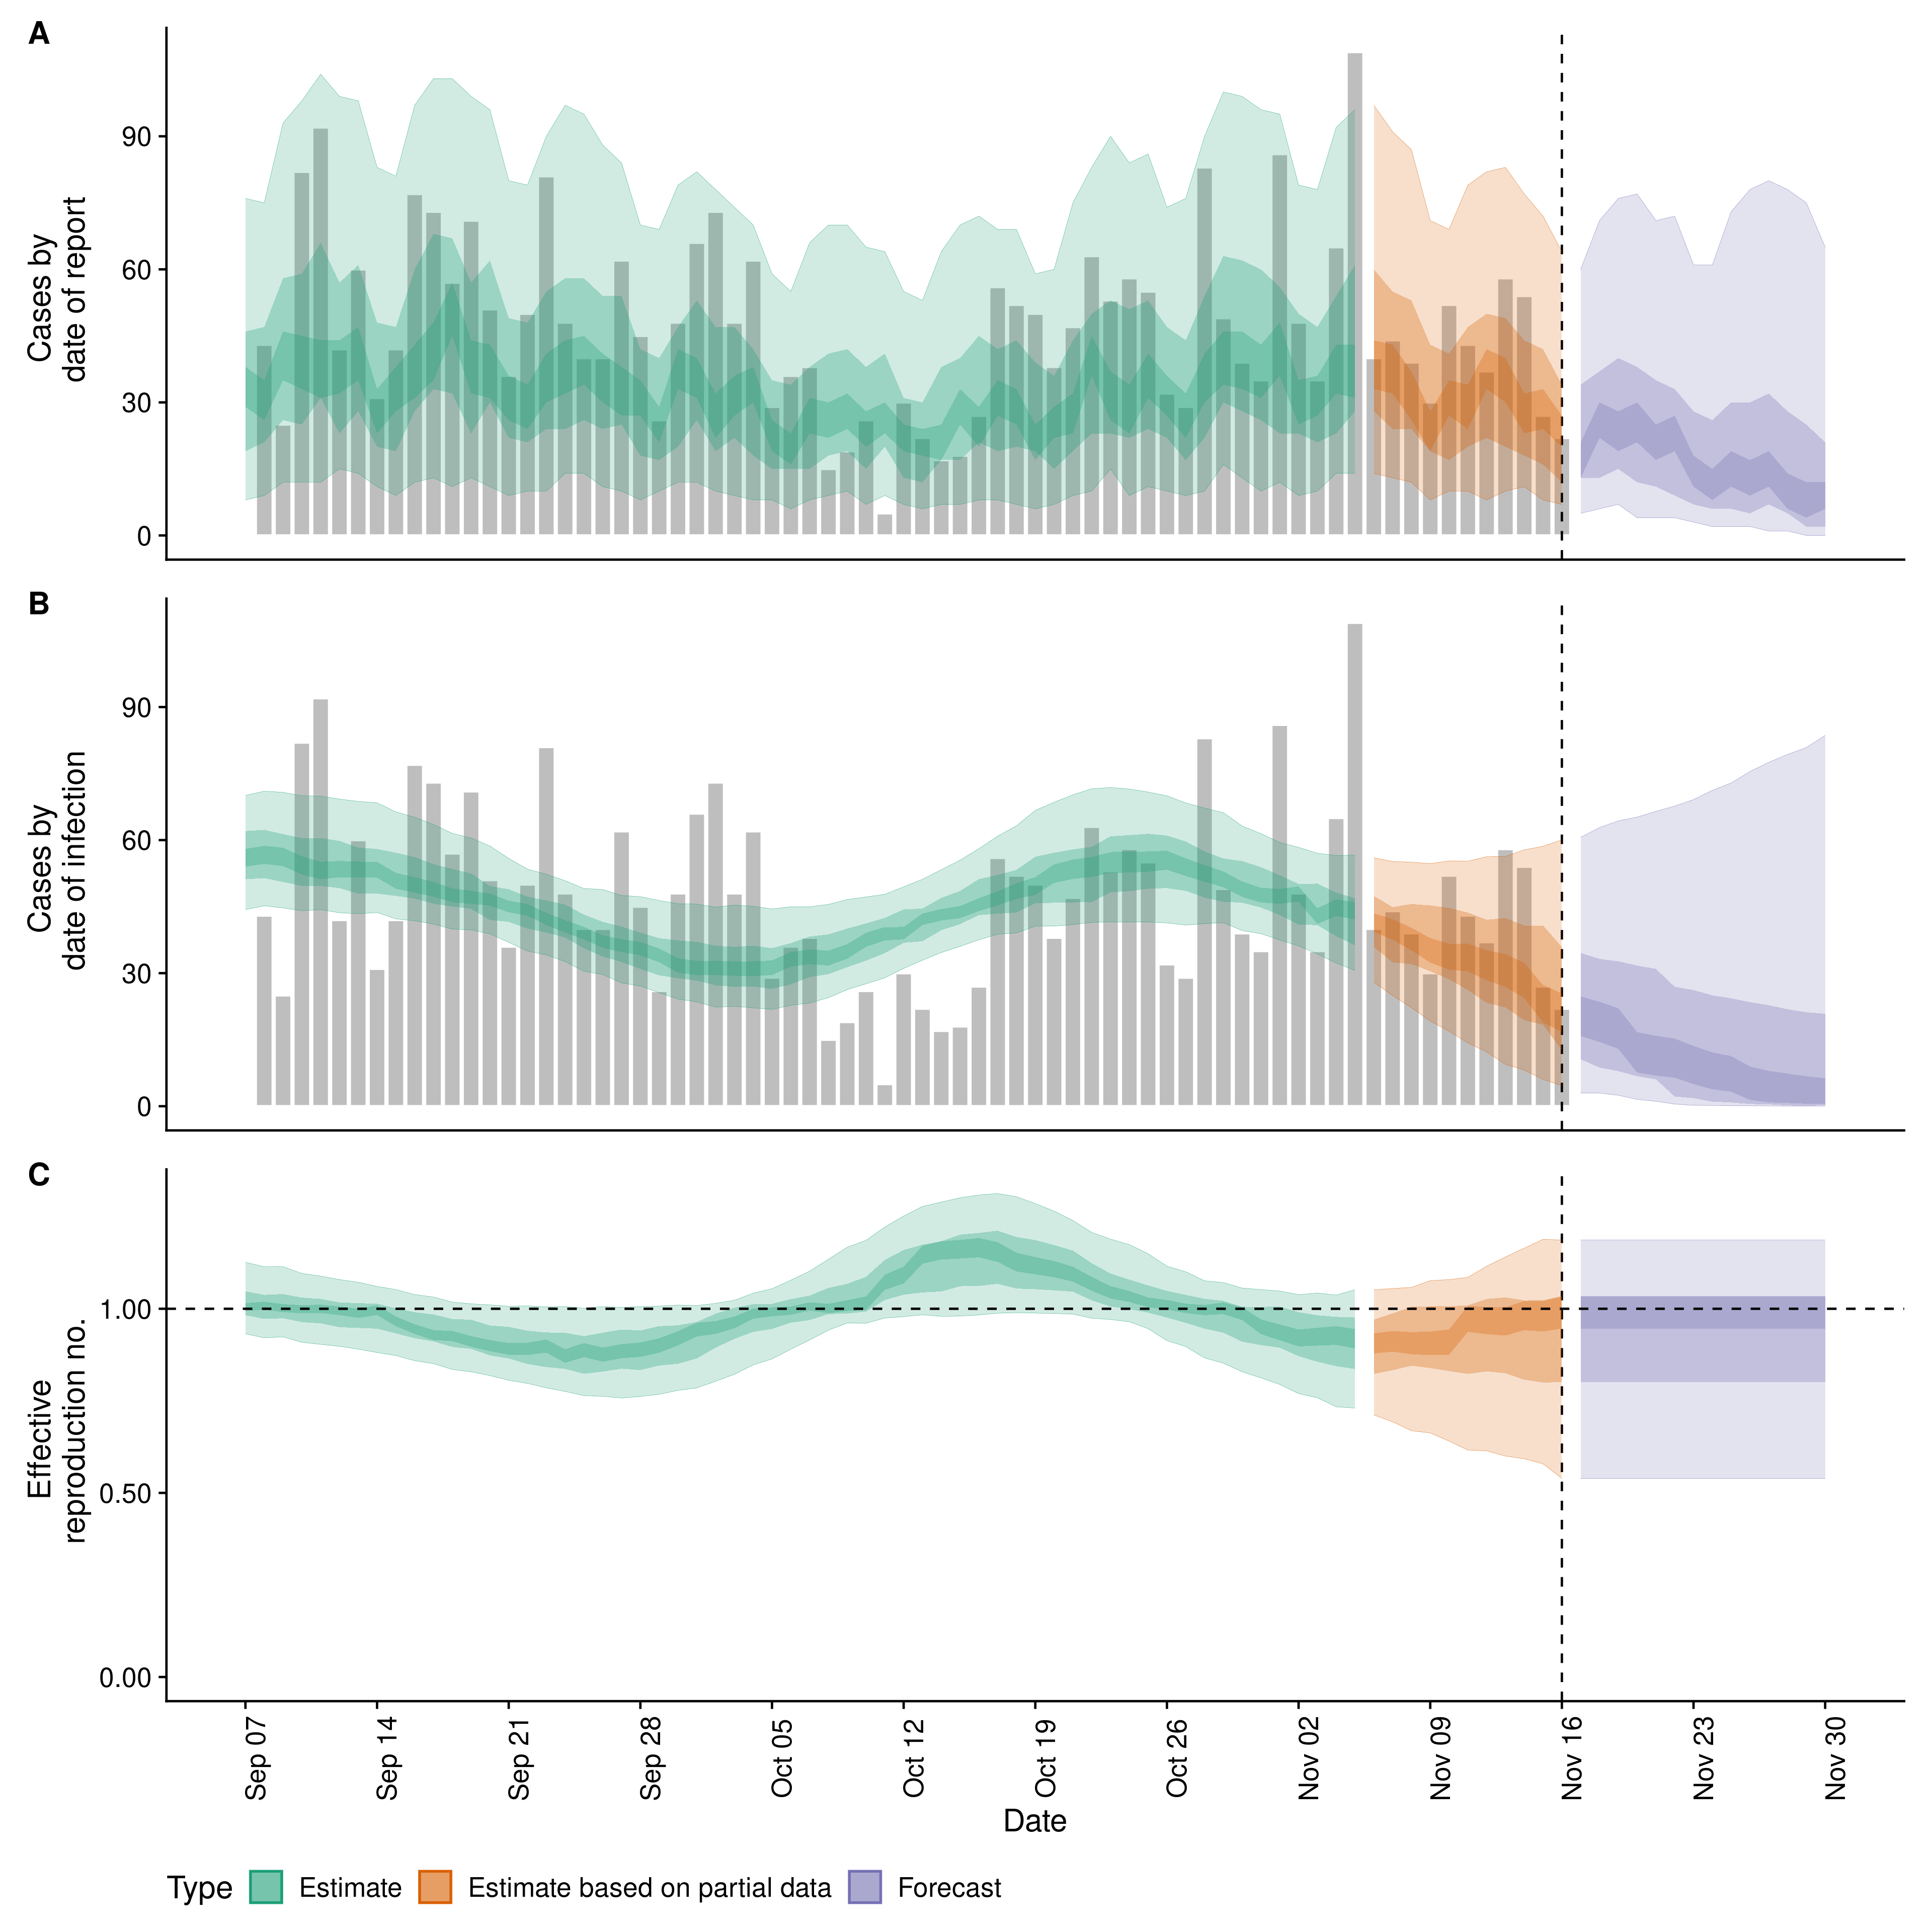 A
Cases by
date of report
90
60
30
0
B
Cases by
date of infection
90
60
30
0
C
Effective
reproduction no.
1.00
0.50
0.00
Sep 07
Sep 14
Sep 21
Sep 28
Oct 05
Oct 12
Oct 19
Oct 26
Nov 02
Nov 09
Nov 16
Nov 23
Nov 30
Date
Type Estimate Estimate based on partial data Forecast